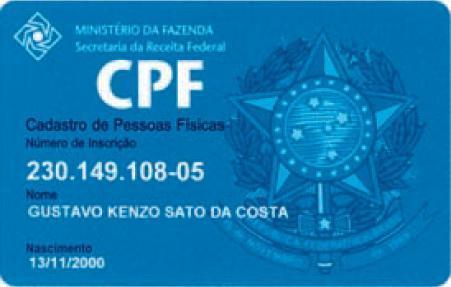 MINISTÉRIO DA FAZENDA
Secretaria da Receita Federal
CPF
Cadastro de Pessoas Físicas
Número de Inscrição
230.149.108-05
Nome
GUSTAVO KENZO SATO DA COSTA
Nascimento
13/11/2000